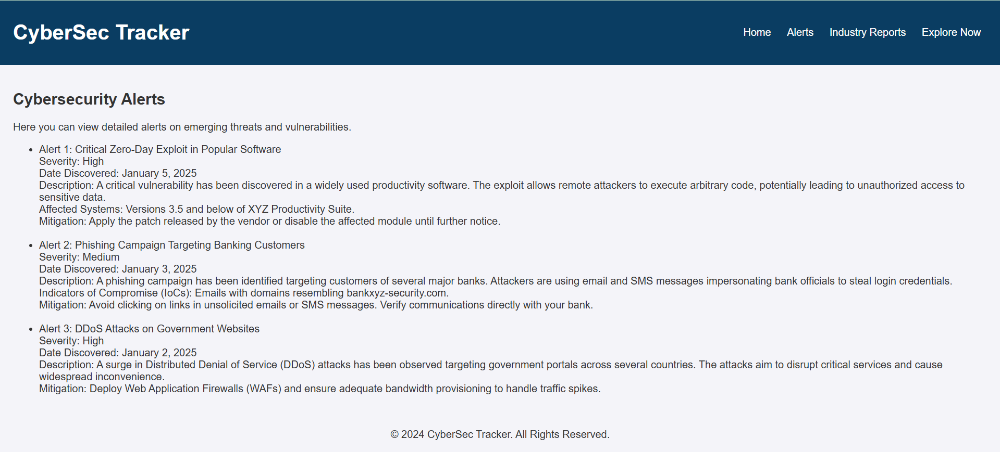 CyberSec Tracker
Home Alerts Industry Reports Explore Now
Cybersecurity Alerts
Here you can view detailed alerts on emerging threats and vulnerabilities.
• Alert 1: Critical Zero-Day Exploit in Popular Software
Severity: High
Date Discovered: January 5, 2025
Description: A critical vulnerability has been discovered in a widely used productivity software. The exploit allows remote attackers to execute arbitrary code, potentially leading to unauthorized access to
sensitive data.
Affected Systems: Versions 3.5 and below of XYZ Productivity Suite.
Mitigation: Apply the patch released by the vendor or disable the affected module until further notice.
• Alert 2: Phishing Campaign Targeting Banking Customers
Severity: Medium
Date Discovered: January 3, 2025
Description: A phishing campaign has been identified targeting customers of several major banks. Attackers are using email and SMS messages impersonating bank officials to steal login credentials.
Indicators of Compromise (IoCs): Emails with domains resembling bankxyz-security.com.
Mitigation: Avoid clicking on links in unsolicited emails or SMS messages. Verify communications directly with your bank.
• Alert 3: DDoS Attacks on Government Websites
Severity: High
Date Discovered: January 2, 2025
Description: A surge in Distributed Denial of Service (DDoS) attacks has been observed targeting government portals across several countries. The attacks aim to disrupt critical services and cause
widespread inconvenience.
Mitigation: Deploy Web Application Firewalls (WAFs) and ensure adequate bandwidth provisioning to handle traffic spikes.
© 2024 CyberSec Tracker. All Rights Reserved.